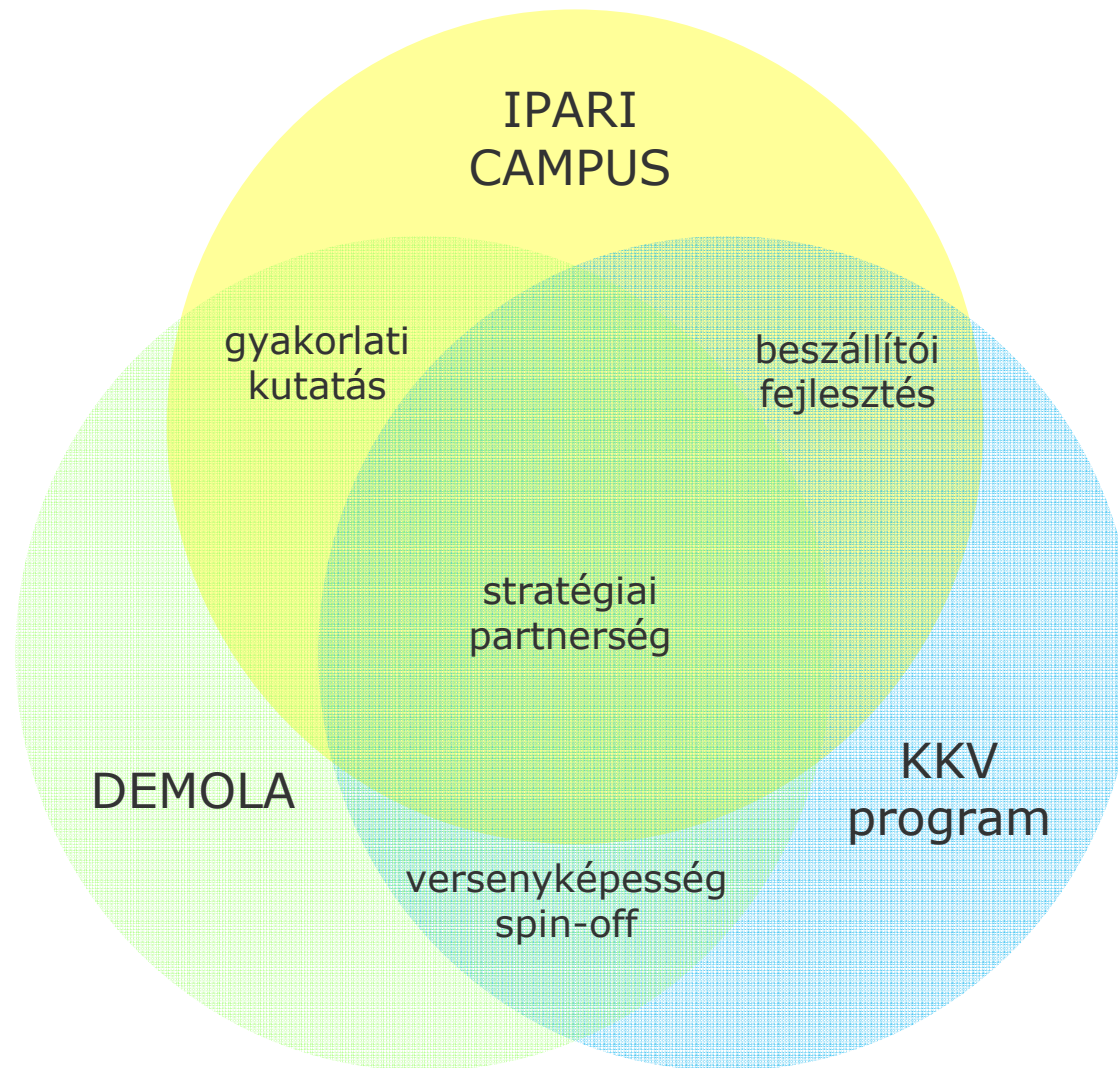 IPARI
CAMPUS
gyakorlati
kutatás
beszállítói
fejlesztés
stratégiai
partnerség
DEMOLA
KKV
program
versenyképesség
spin-off